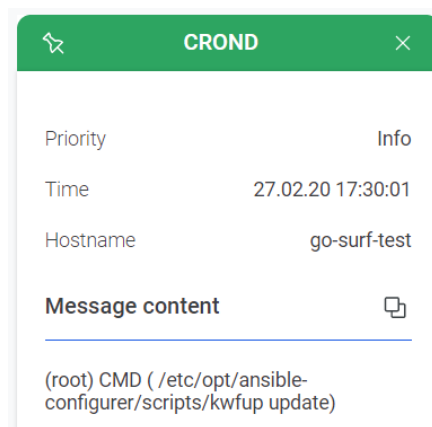 CROND
Priority Info
Time 27.02.20 17:30:01
Hostname go-surf-test
Message content
(root) CMD ( /etc/opt/ansible-
configurer/scripts/kwfup update)